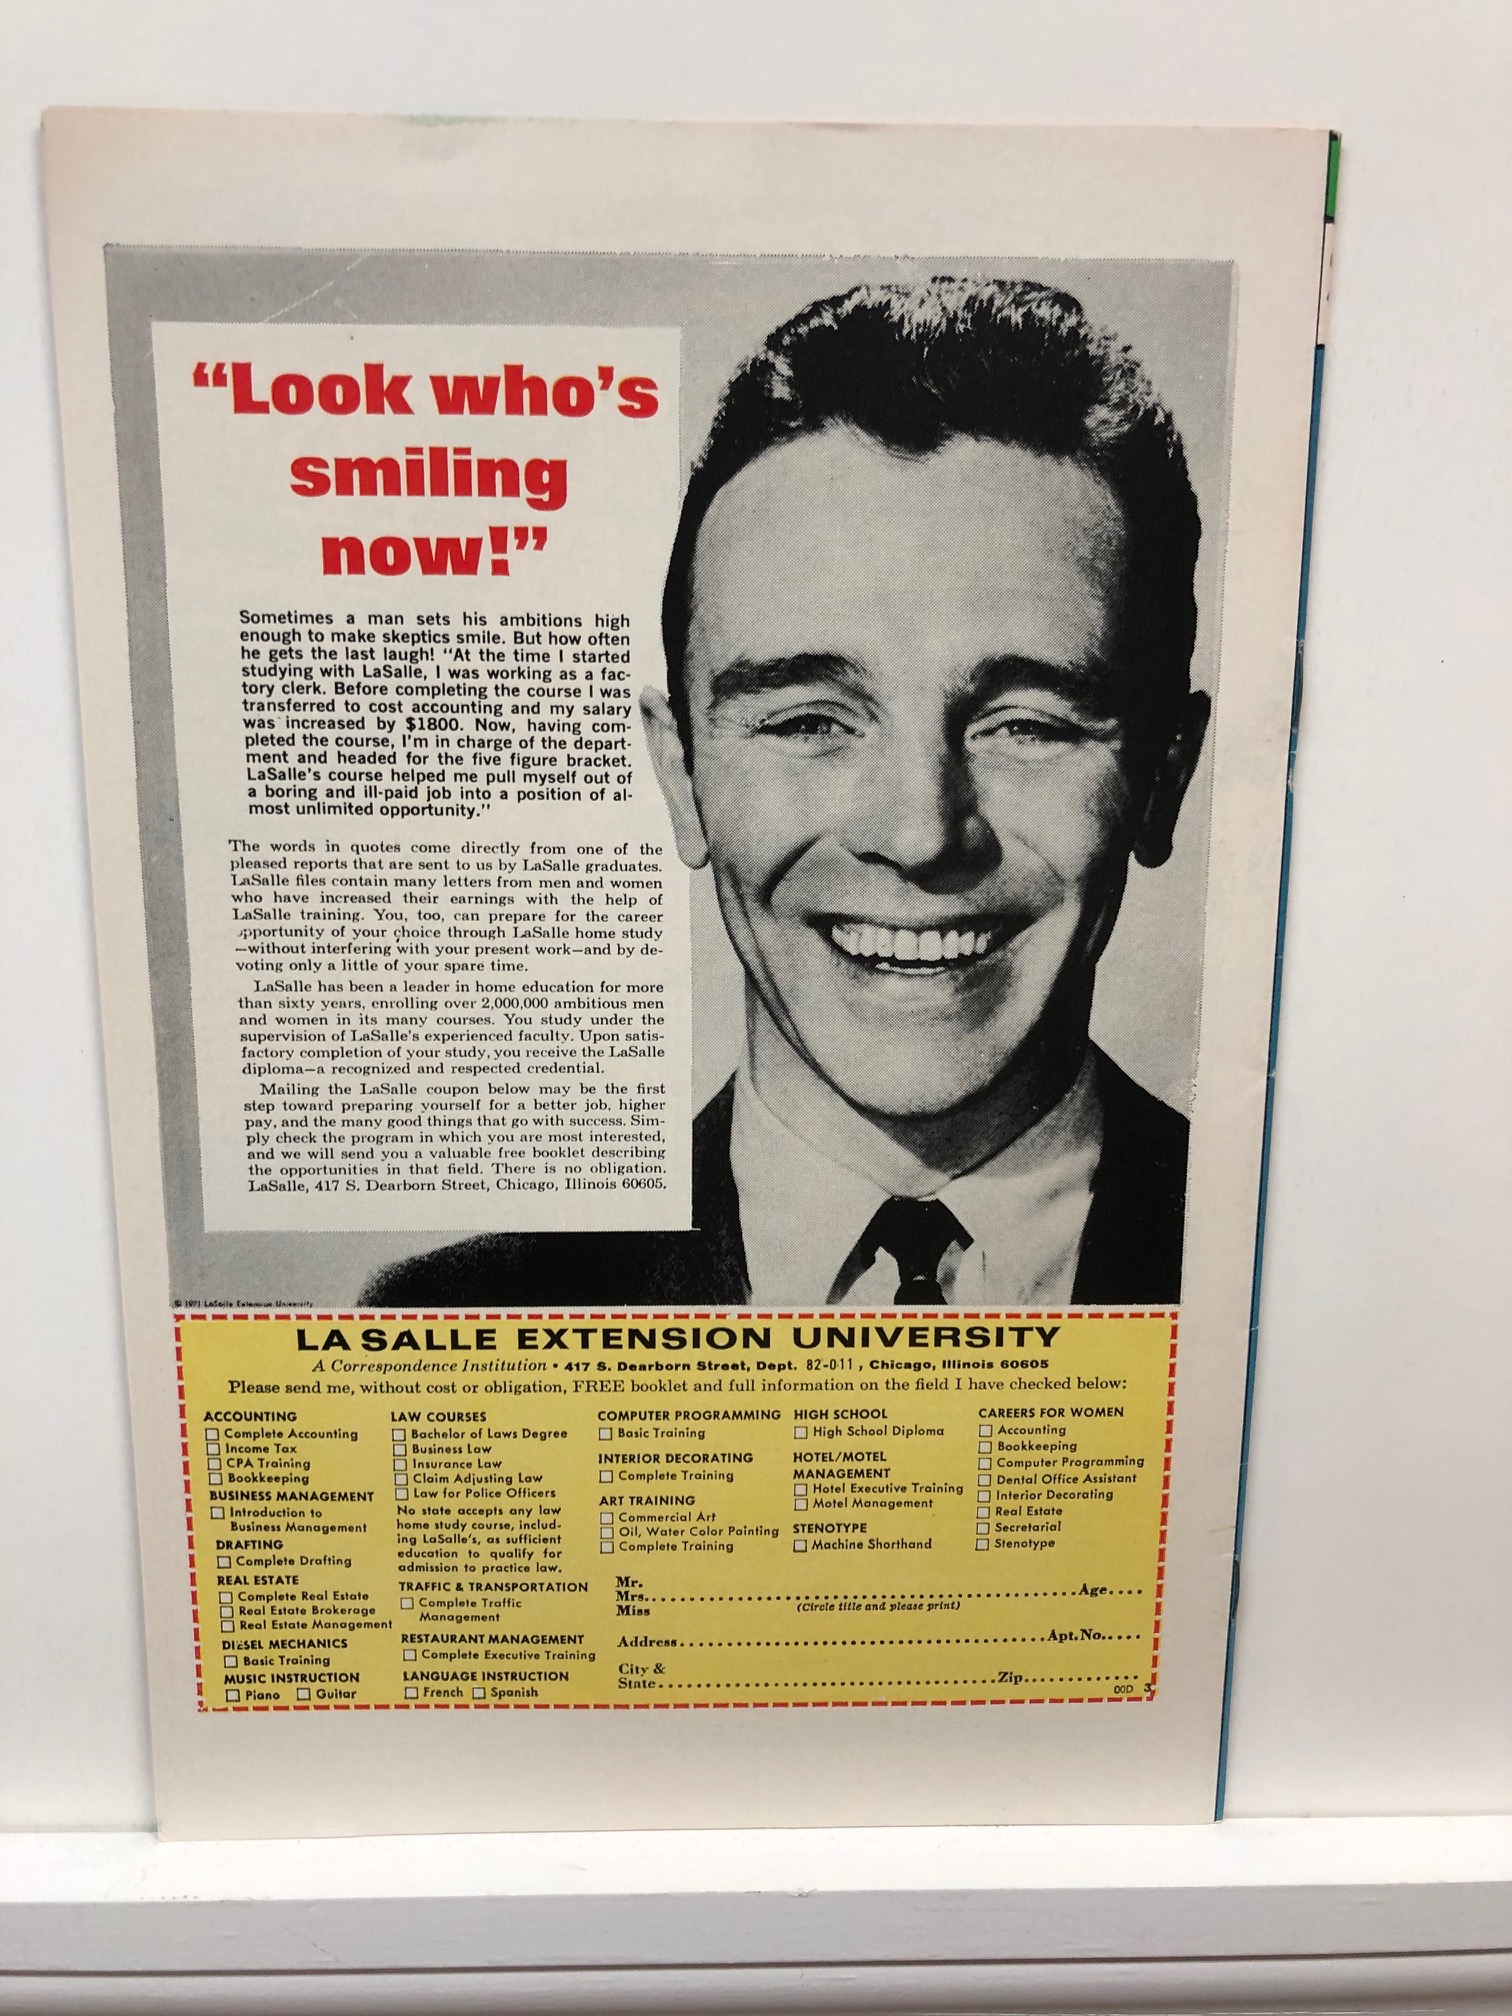 “Look who’s
smiling
now!”
Sometimes a man sets his ambitions high
enough to make skeptics smile. But how often
he gets the last laugh! “At the time I started
studying with LaSalle, I was working as a fac-
tory clerk. Before completing the course I was
transferred to cost accounting and my salary
was increased by $1800. Now, having com-
pleted the course, I’m in charge of the depart-
ment and headed for the five figure bracket.
LaSalle’s course helped me pull myself out of
a boring and ill-paid job into a position of al-
most unlimited opportunity.”
The words in quotes come directly from one of the
pleased reports that are sent to us by LaSalle graduates.
LaSalle files contain many letters from men and women
who have increased their earnings with the help of
LaSalle training. You, too, can prepare for the career
opportunity of your choice through LaSalle home study
—without interfering with your present work—and by de-
voting only a little of your spare time.
LaSalle has been a leader in home education for more
than sixty years, enrolling over 2,000,000 ambitious men
and women in its many courses. You study under the
supervision of LaSalle’s experienced faculty. Upon satis-
factory completion of your study, you receive the LaSalle
diploma—a recognized and respected credential.
Mailing the LaSalle coupon below may be the first
step toward preparing yourself for a better job, higher
pay, and the many good things that go with success. Sim-
ply check the program in which you are most interested,
and we will send you a valuable free booklet describing
the opportunities in that field. There is no obligation.
LaSalle, 417 S. Dearborn Street, Chicago, Illinois 60605.
© 1971 LaSalle Extension University
LA SALLE EXTENSION UNIVERSITY
A Correspondence Institution • 417 S. Dearborn Street, Dept. 82-011, Chicago, Illinois 60605
Please send me, without cost or obligation, FREE booklet and full information on the field I have checked below:
ACCOUNTING
Complete Accounting
Income Tax
CPA Training
Bookkeeping
BUSINESS MANAGEMENT
Introduction to
Business Management
DRAFTING
Complete Drafting
REAL ESTATE
Complete Real Estate
Real Estate Brokerage
Real Estate Management
DIESEL MECHANICS
Basic Training
MUSIC INSTRUCTION
Piano Guitar
LAW COURSES
Bachelor of Laws Degree
Business Law
Insurance Law
Claim Adjusting Law
Law for Police Officers
No state accepts any law
home study course, includ-
ing LaSalle’s, as sufficient
education to qualify for
admission to practice law.
TRAFFIC & TRANSPORTATION
Complete Traffic
Management
RESTAURANT MANAGEMENT
Complete Executive Training
LANGUAGE INSTRUCTION
French Spanish
COMPUTER PROGRAMMING
Basic Training
INTERIOR DECORATING
Complete Training
ART TRAINING
Commercial Art
Oil, Water Color Painting
Complete Training
HIGH SCHOOL
High School Diploma
HOTEL/MOTEL
MANAGEMENT
Hotel Executive Training
Motel Management
STENOTYPE
Machine Shorthand
CAREERS FOR WOMEN
Accounting
Bookkeeping
Computer Programming
Dental Office Assistant
Interior Decorating
Real Estate
Secretarial
Stenotype
Mr.
Mrs. Age
Miss (Circle title and please print)
Address Apt. No.
City &
State Zip
OOD 3